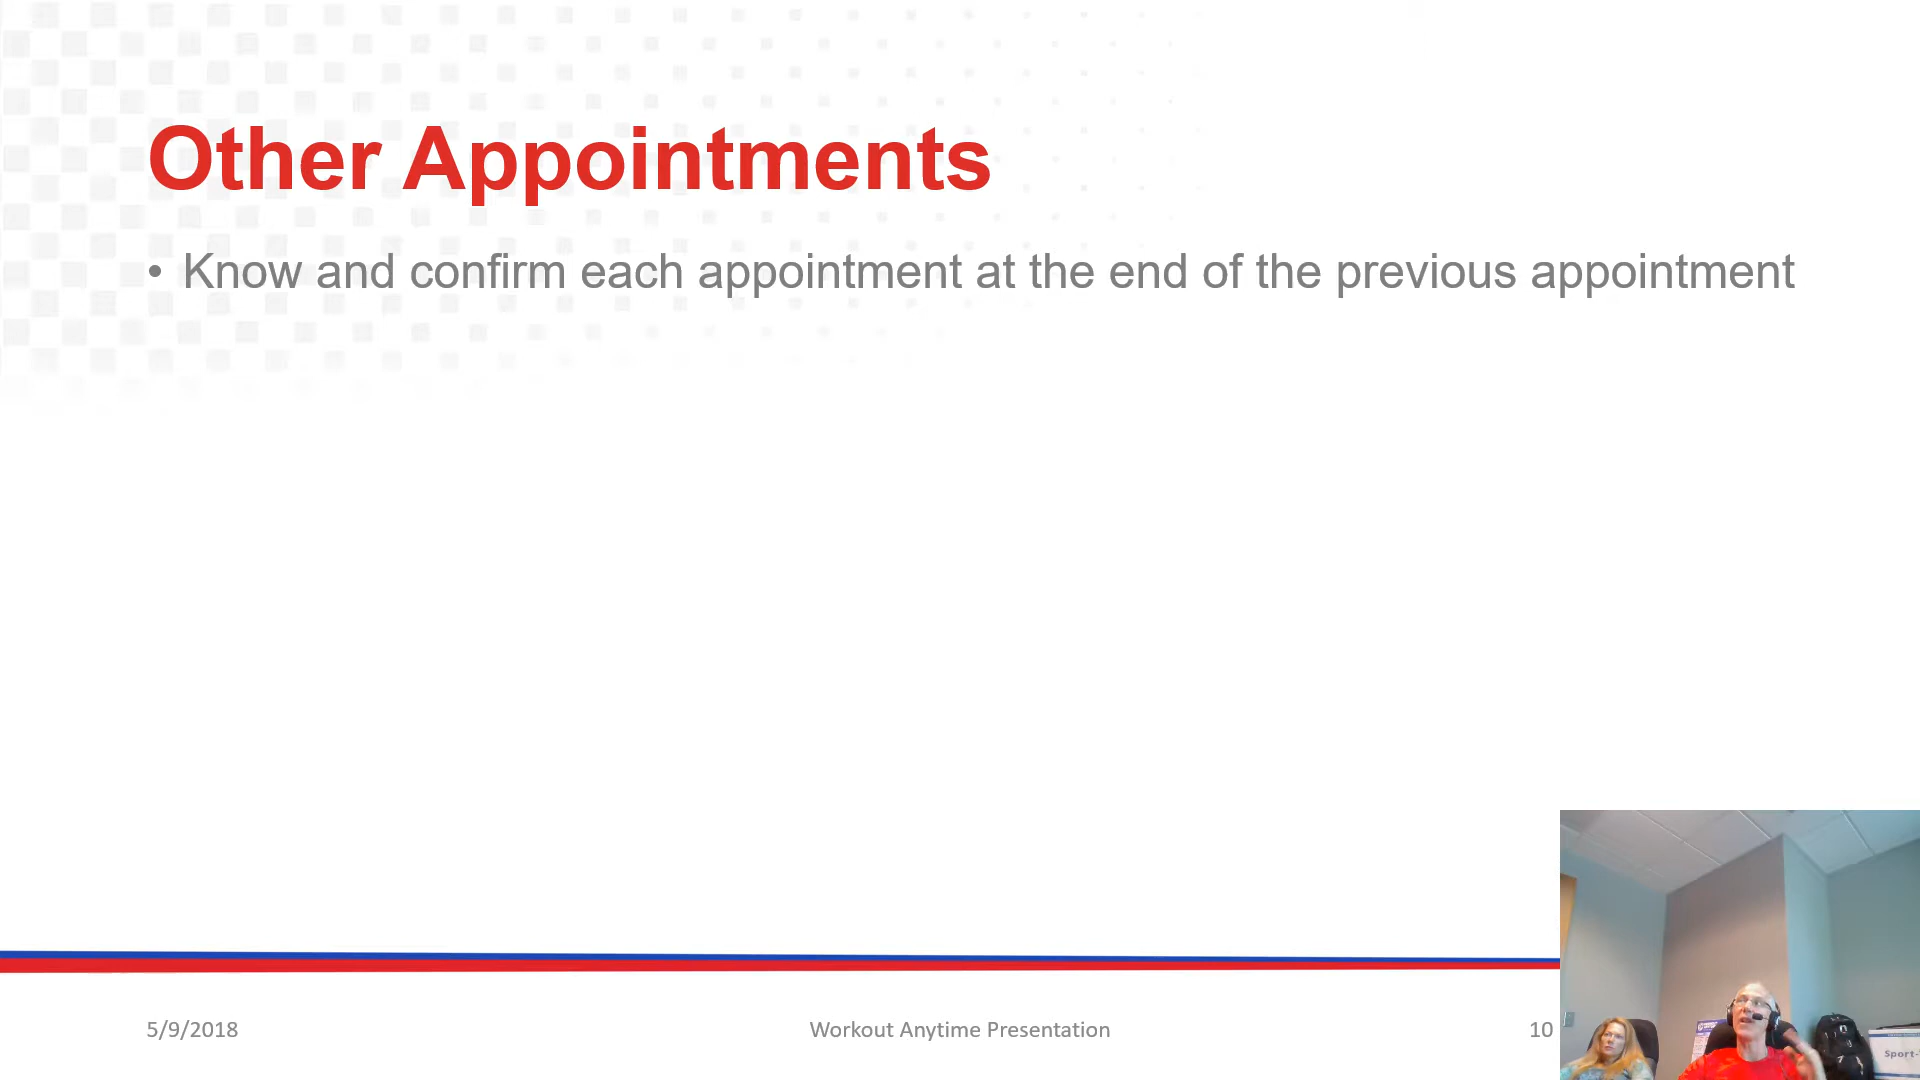 Other Appointments
• Know and confirm each appointment at the end of the previous appointment
5/9/2018
Workout Anytime Presentation
10
Sport-